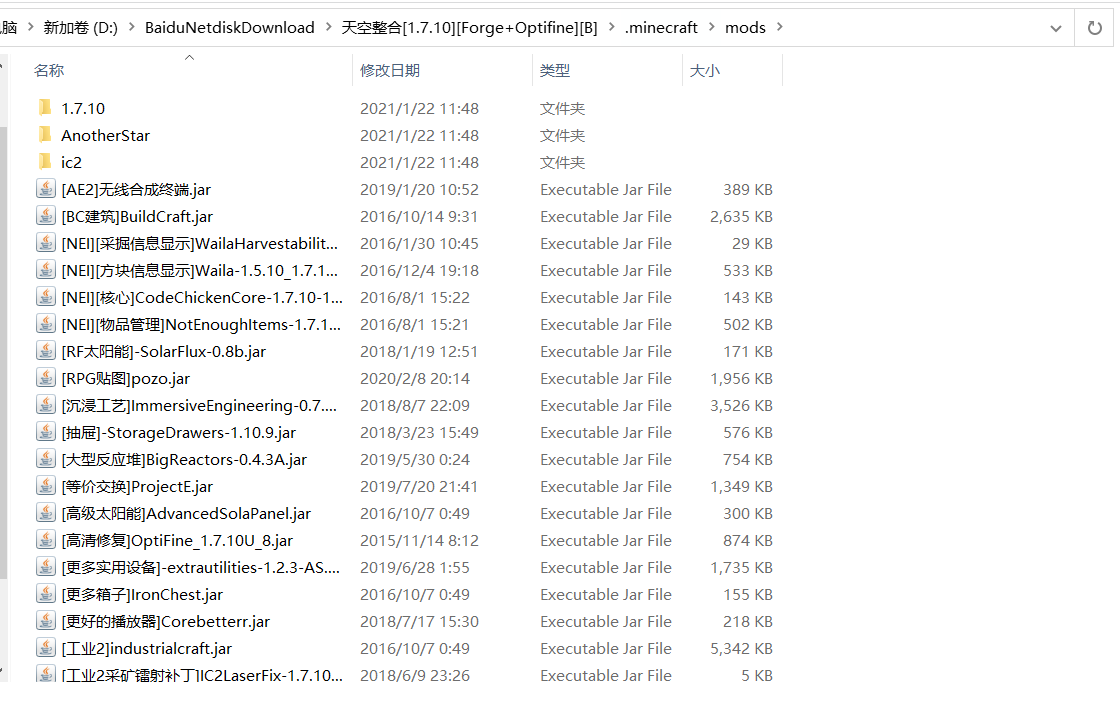 脑 › 新加卷 (D:) › BaiduNetdiskDownload › 天空整合[1.7.10][Forge+Optifine][B] › .minecraft › mods ›
名称 修改日期 类型 大小
1.7.10 2021/1/22 11:48 文件夹
AnotherStar 2021/1/22 11:48 文件夹
ic2 2021/1/22 11:48 文件夹
[AE2]无线合成终端.jar 2019/1/20 10:52 Executable Jar File 389 KB
[BC建筑]BuildCraft.jar 2016/10/14 9:31 Executable Jar File 2,635 KB
[NEI][采掘信息显示]WailaHarvestabilit... 2016/1/30 10:45 Executable Jar File 29 KB
[NEI][方块信息显示]Waila-1.5.10_1.7.1... 2016/12/4 19:18 Executable Jar File 533 KB
[NEI][核心]CodeChickenCore-1.7.10-1... 2016/8/1 15:22 Executable Jar File 143 KB
[NEI][物品管理]NotEnoughItems-1.7.1... 2016/8/1 15:21 Executable Jar File 502 KB
[RF太阳能]-SolarFlux-0.8b.jar 2018/1/19 12:51 Executable Jar File 171 KB
[RPG贴图]pozo.jar 2020/2/8 20:14 Executable Jar File 1,956 KB
[沉浸工艺]ImmersiveEngineering-0.7.... 2018/8/7 22:09 Executable Jar File 3,526 KB
[抽屉]-StorageDrawers-1.10.9.jar 2018/3/23 15:49 Executable Jar File 576 KB
[大型反应堆]BigReactors-0.4.3A.jar 2019/5/30 0:24 Executable Jar File 754 KB
[等价交换]ProjectE.jar 2019/7/20 21:41 Executable Jar File 1,349 KB
[高级太阳能]AdvancedSolaPanel.jar 2016/10/7 0:49 Executable Jar File 300 KB
[高清修复]OptiFine_1.7.10U_8.jar 2015/11/14 8:12 Executable Jar File 874 KB
[更多实用设备]-extrautilities-1.2.3-AS.... 2019/6/28 1:55 Executable Jar File 1,735 KB
[更多箱子]IronChest.jar 2016/10/7 0:49 Executable Jar File 155 KB
[更好的播放器]Corebetterr.jar 2018/7/17 15:30 Executable Jar File 218 KB
[工业2]industrialcraft.jar 2016/10/7 0:49 Executable Jar File 5,342 KB
[工业2采矿镭射补丁]IC2LaserFix-1.7.10... 2018/6/9 23:26 Executable Jar File 5 KB